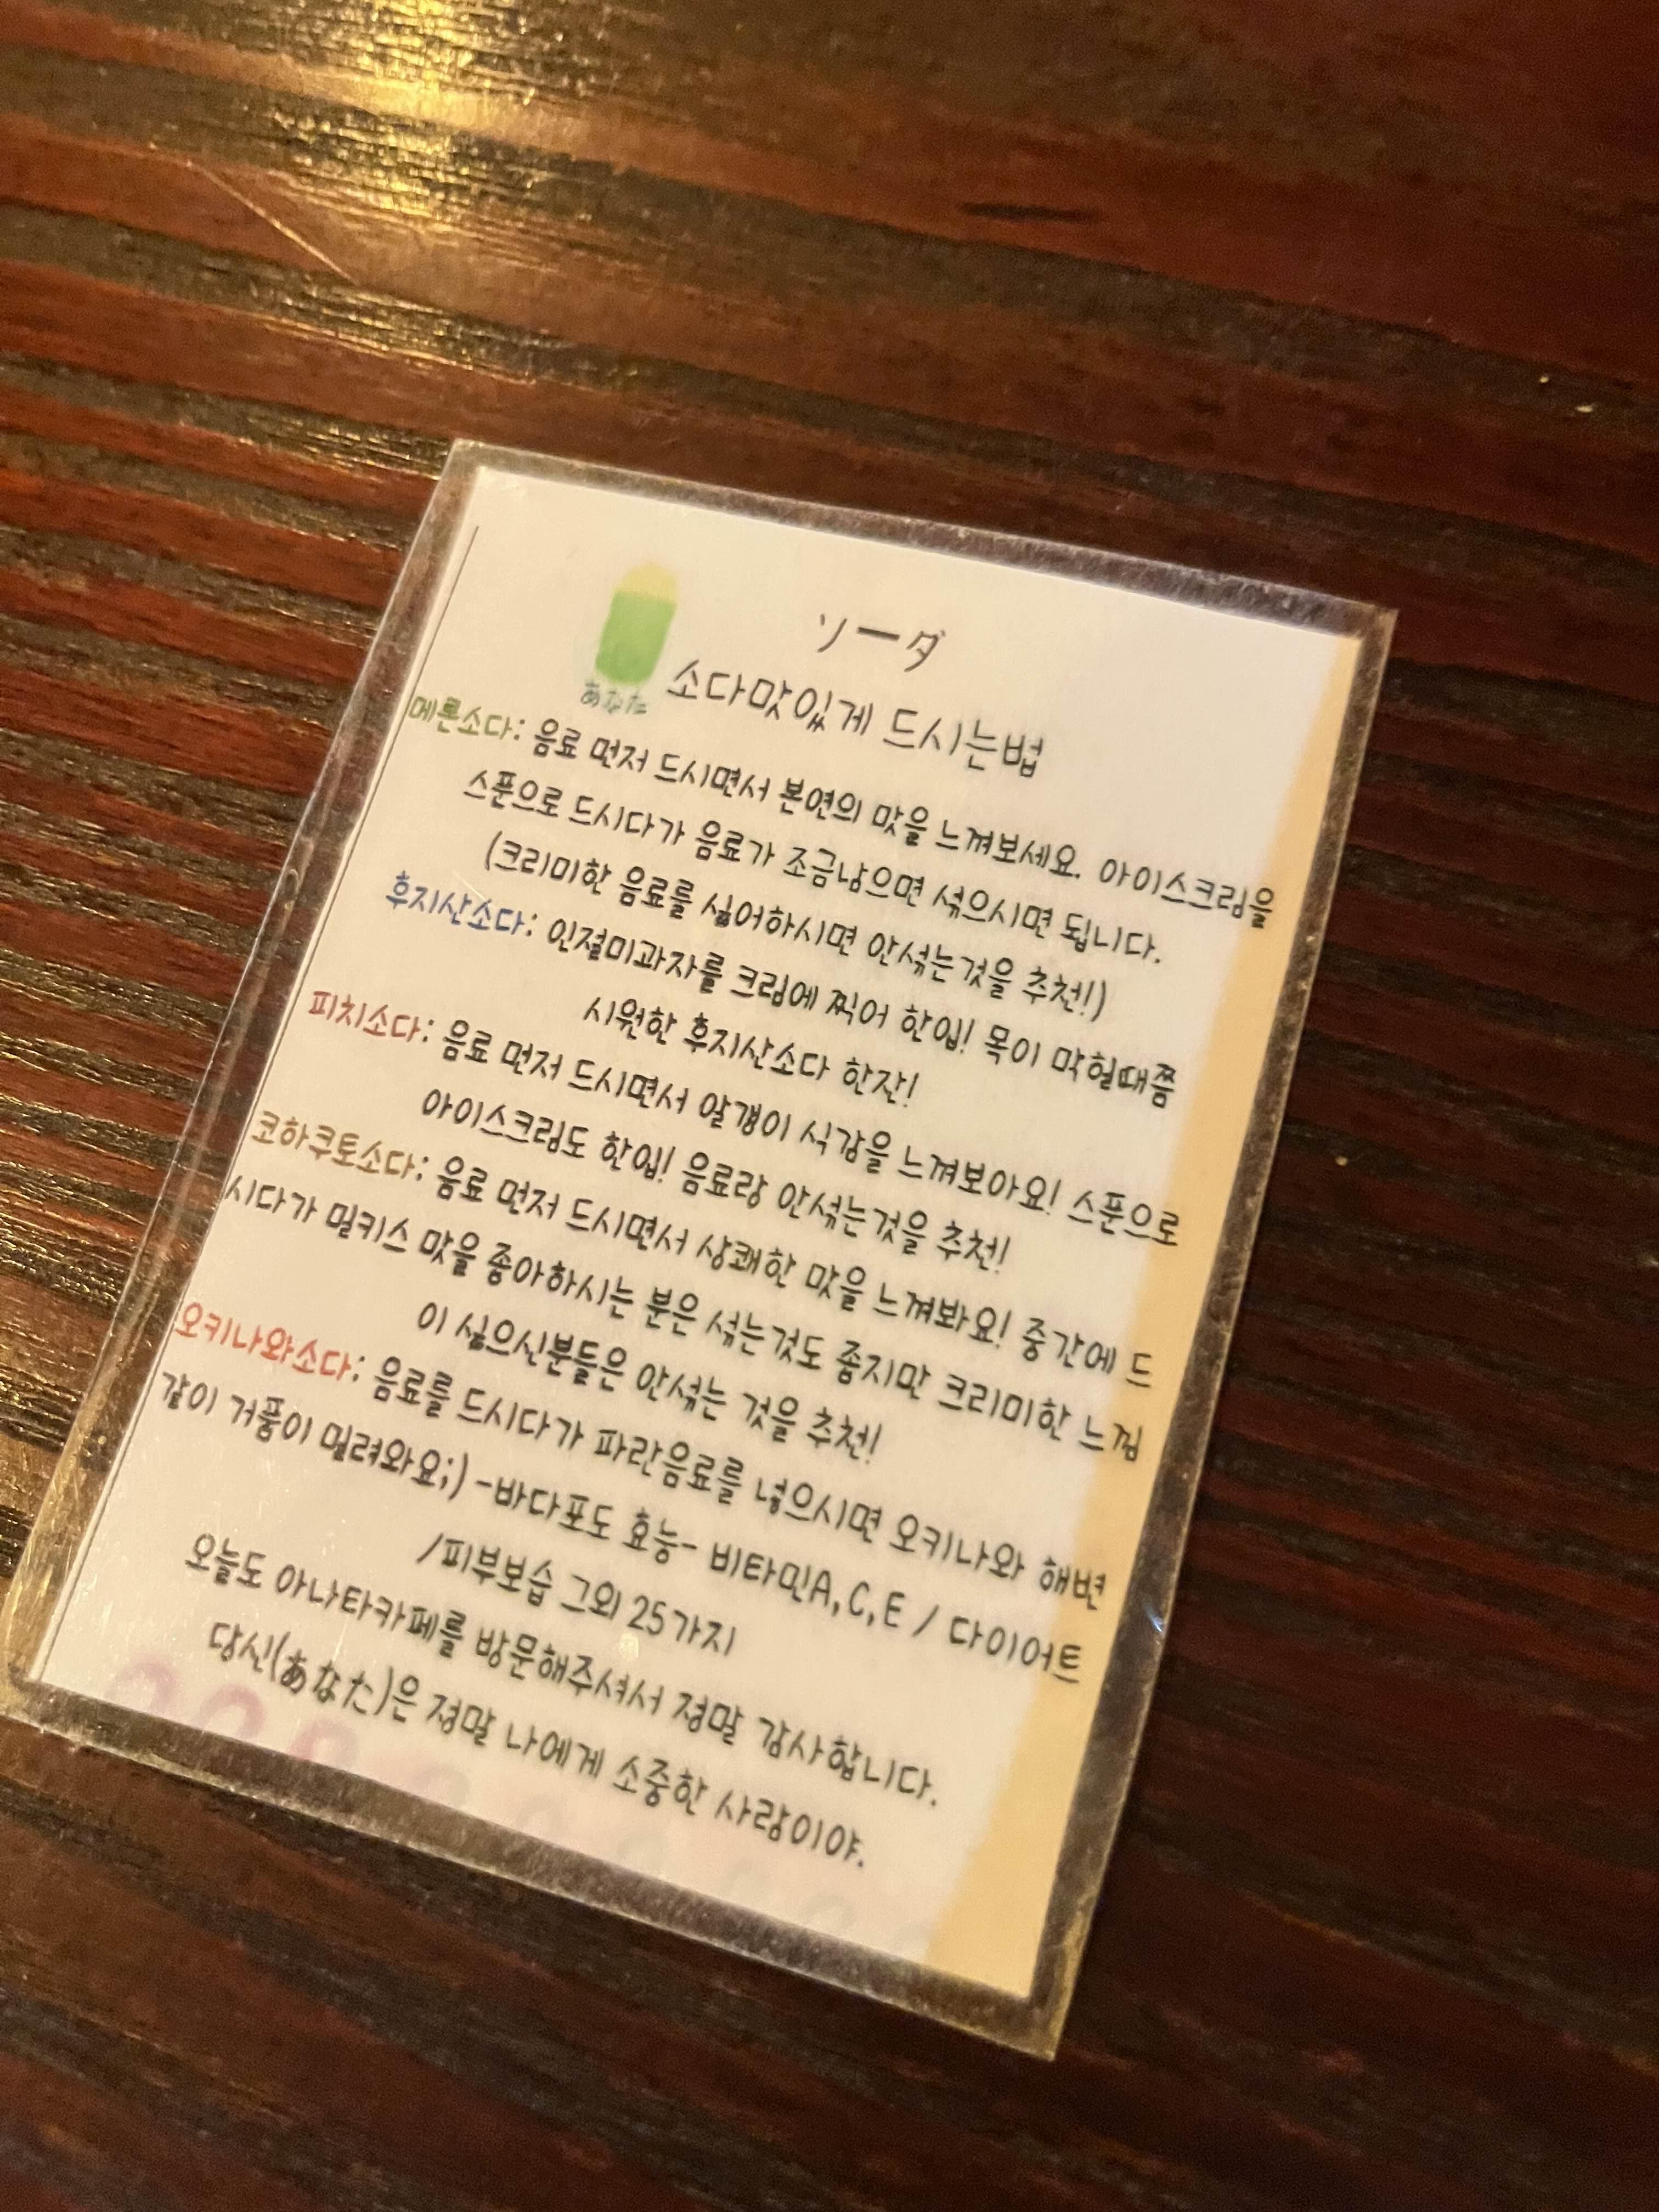 ソーダ
あなた
소다맛있게 드시는법
메론소다: 음료 먼저 드시면서 본연의 맛을 느껴보세요. 아이스크림을
스푼으로 드시다가 음료가 조금남으면 섞으시면 됩니다.
(크리미한 음료를 싫어하시면 안섞는것을 추천!)
후지산소다: 인절미과자를 크림에 찍어 한입! 목이 막힐때쯤
시원한 후지산소다 한잔!
피치소다: 음료 먼저 드시면서 알갱이 식감을 느껴보아요! 스푼으로
아이스크림도 한입! 음료랑 안섞는것을 추천!
코하쿠토소다: 음료 먼저 드시면서 상쾌한 맛을 느껴봐요! 중간에 드
시다가 밀키스 맛을 좋아하시는 분은 섞는것도 좋지만 크리미한 느낌
이 싫으신분들은 안섞는 것을 추천!
오키나와소다: 음료를 드시다가 파란음료를 넣으시면 오키나와 해변
같이 거품이 밀려와요;) -바다포도 효능- 비타민A,C,E / 다이어트
/피부보습 그외 25가지
오늘도 아나타카페를 방문해주셔서 정말 감사합니다.
당신(あなた)은 정말 나에게 소중한 사람이야.